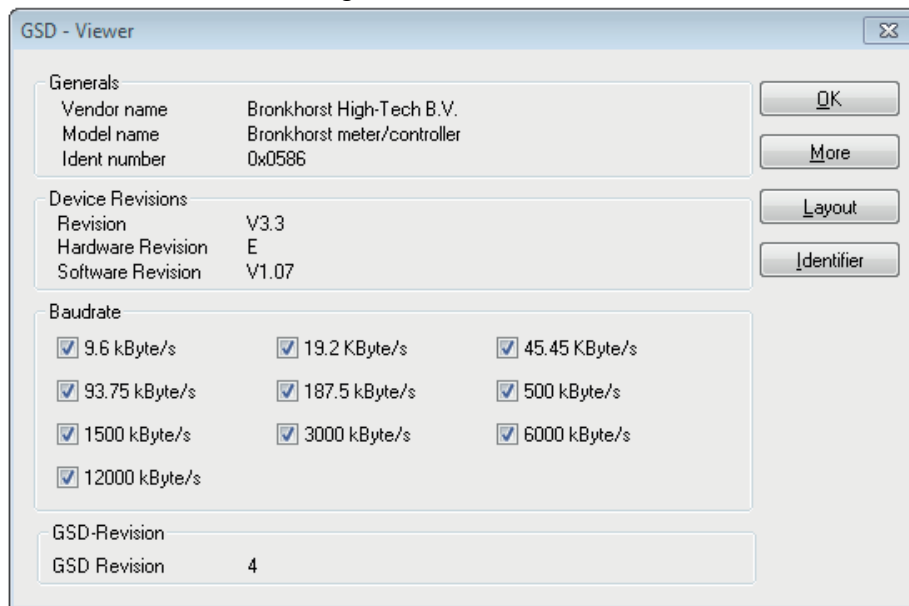 GSD - Viewer
Generals
Vendor name Bronkhorst High-Tech B.V.
Model name Bronkhorst meter/controller
Ident number 0x0586
Device Revisions
Revision V3.3
Hardware Revision E
Software Revision V1.07
Baudrate
9.6 kByte/s 19.2 KByte/s 45.45 KByte/s
93.75 kByte/s 187.5 kByte/s 500 kByte/s
1500 kByte/s 3000 kByte/s 6000 kByte/s
12000 kByte/s
GSD-Revision
GSD Revision 4
OK
More
Layout
Identifier